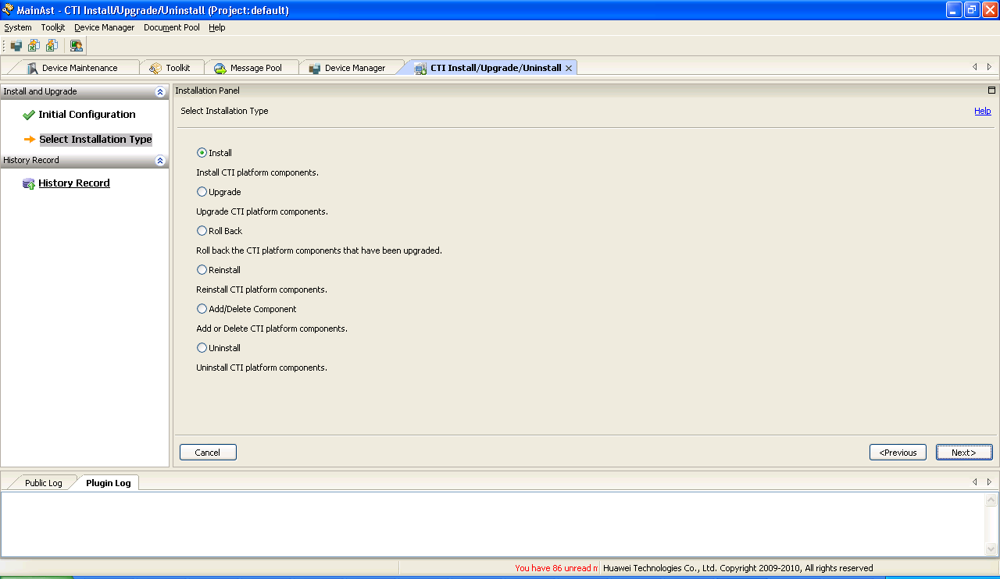 MainAst - CTI Install/Upgrade/Uninstall (Project:default)
System Toolkit Device Manager Document Pool Help
Device Maintenance Toolkit Message Pool Device Manager CTI Install/Upgrade/Uninstall
Install and Upgrade
Initial Configuration
Select Installation Type
History Record
History Record
Installation Panel
Select Installation Type Help
Install
Install CTI platform components.
Upgrade
Upgrade CTI platform components.
Roll Back
Roll back the CTI platform components that have been upgraded.
Reinstall
Reinstall CTI platform components.
Add/Delete Component
Add or Delete CTI platform components.
Uninstall
Uninstall CTI platform components.
Cancel <Previous Next>
Public Log Plugin Log
You have 86 unread m Huawei Technologies Co., Ltd. Copyright 2009-2010, All rights reserved